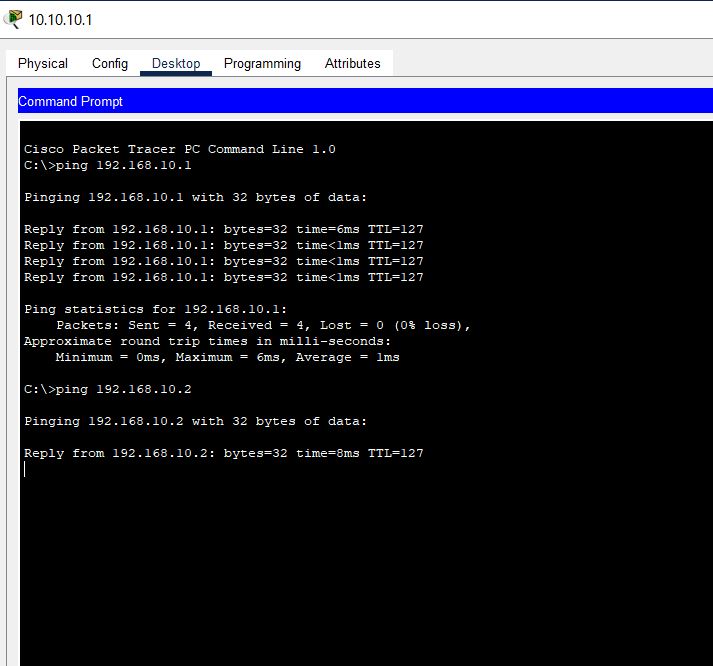 10.10.10.1
Physical Config Desktop Programming Attributes
Command Prompt
Cisco Packet Tracer PC Command Line 1.0
C:\>ping 192.168.10.1
Pinging 192.168.10.1 with 32 bytes of data:
Reply from 192.168.10.1: bytes=32 time=6ms TTL=127
Reply from 192.168.10.1: bytes=32 time<1ms TTL=127
Reply from 192.168.10.1: bytes=32 time<1ms TTL=127
Reply from 192.168.10.1: bytes=32 time<1ms TTL=127
Ping statistics for 192.168.10.1:
Packets: Sent = 4, Received = 4, Lost = 0 (0% loss),
Approximate round trip times in milli-seconds:
Minimum = 0ms, Maximum = 6ms, Average = 1ms
C:\>ping 192.168.10.2
Pinging 192.168.10.2 with 32 bytes of data:
Reply from 192.168.10.2: bytes=32 time=8ms TTL=127